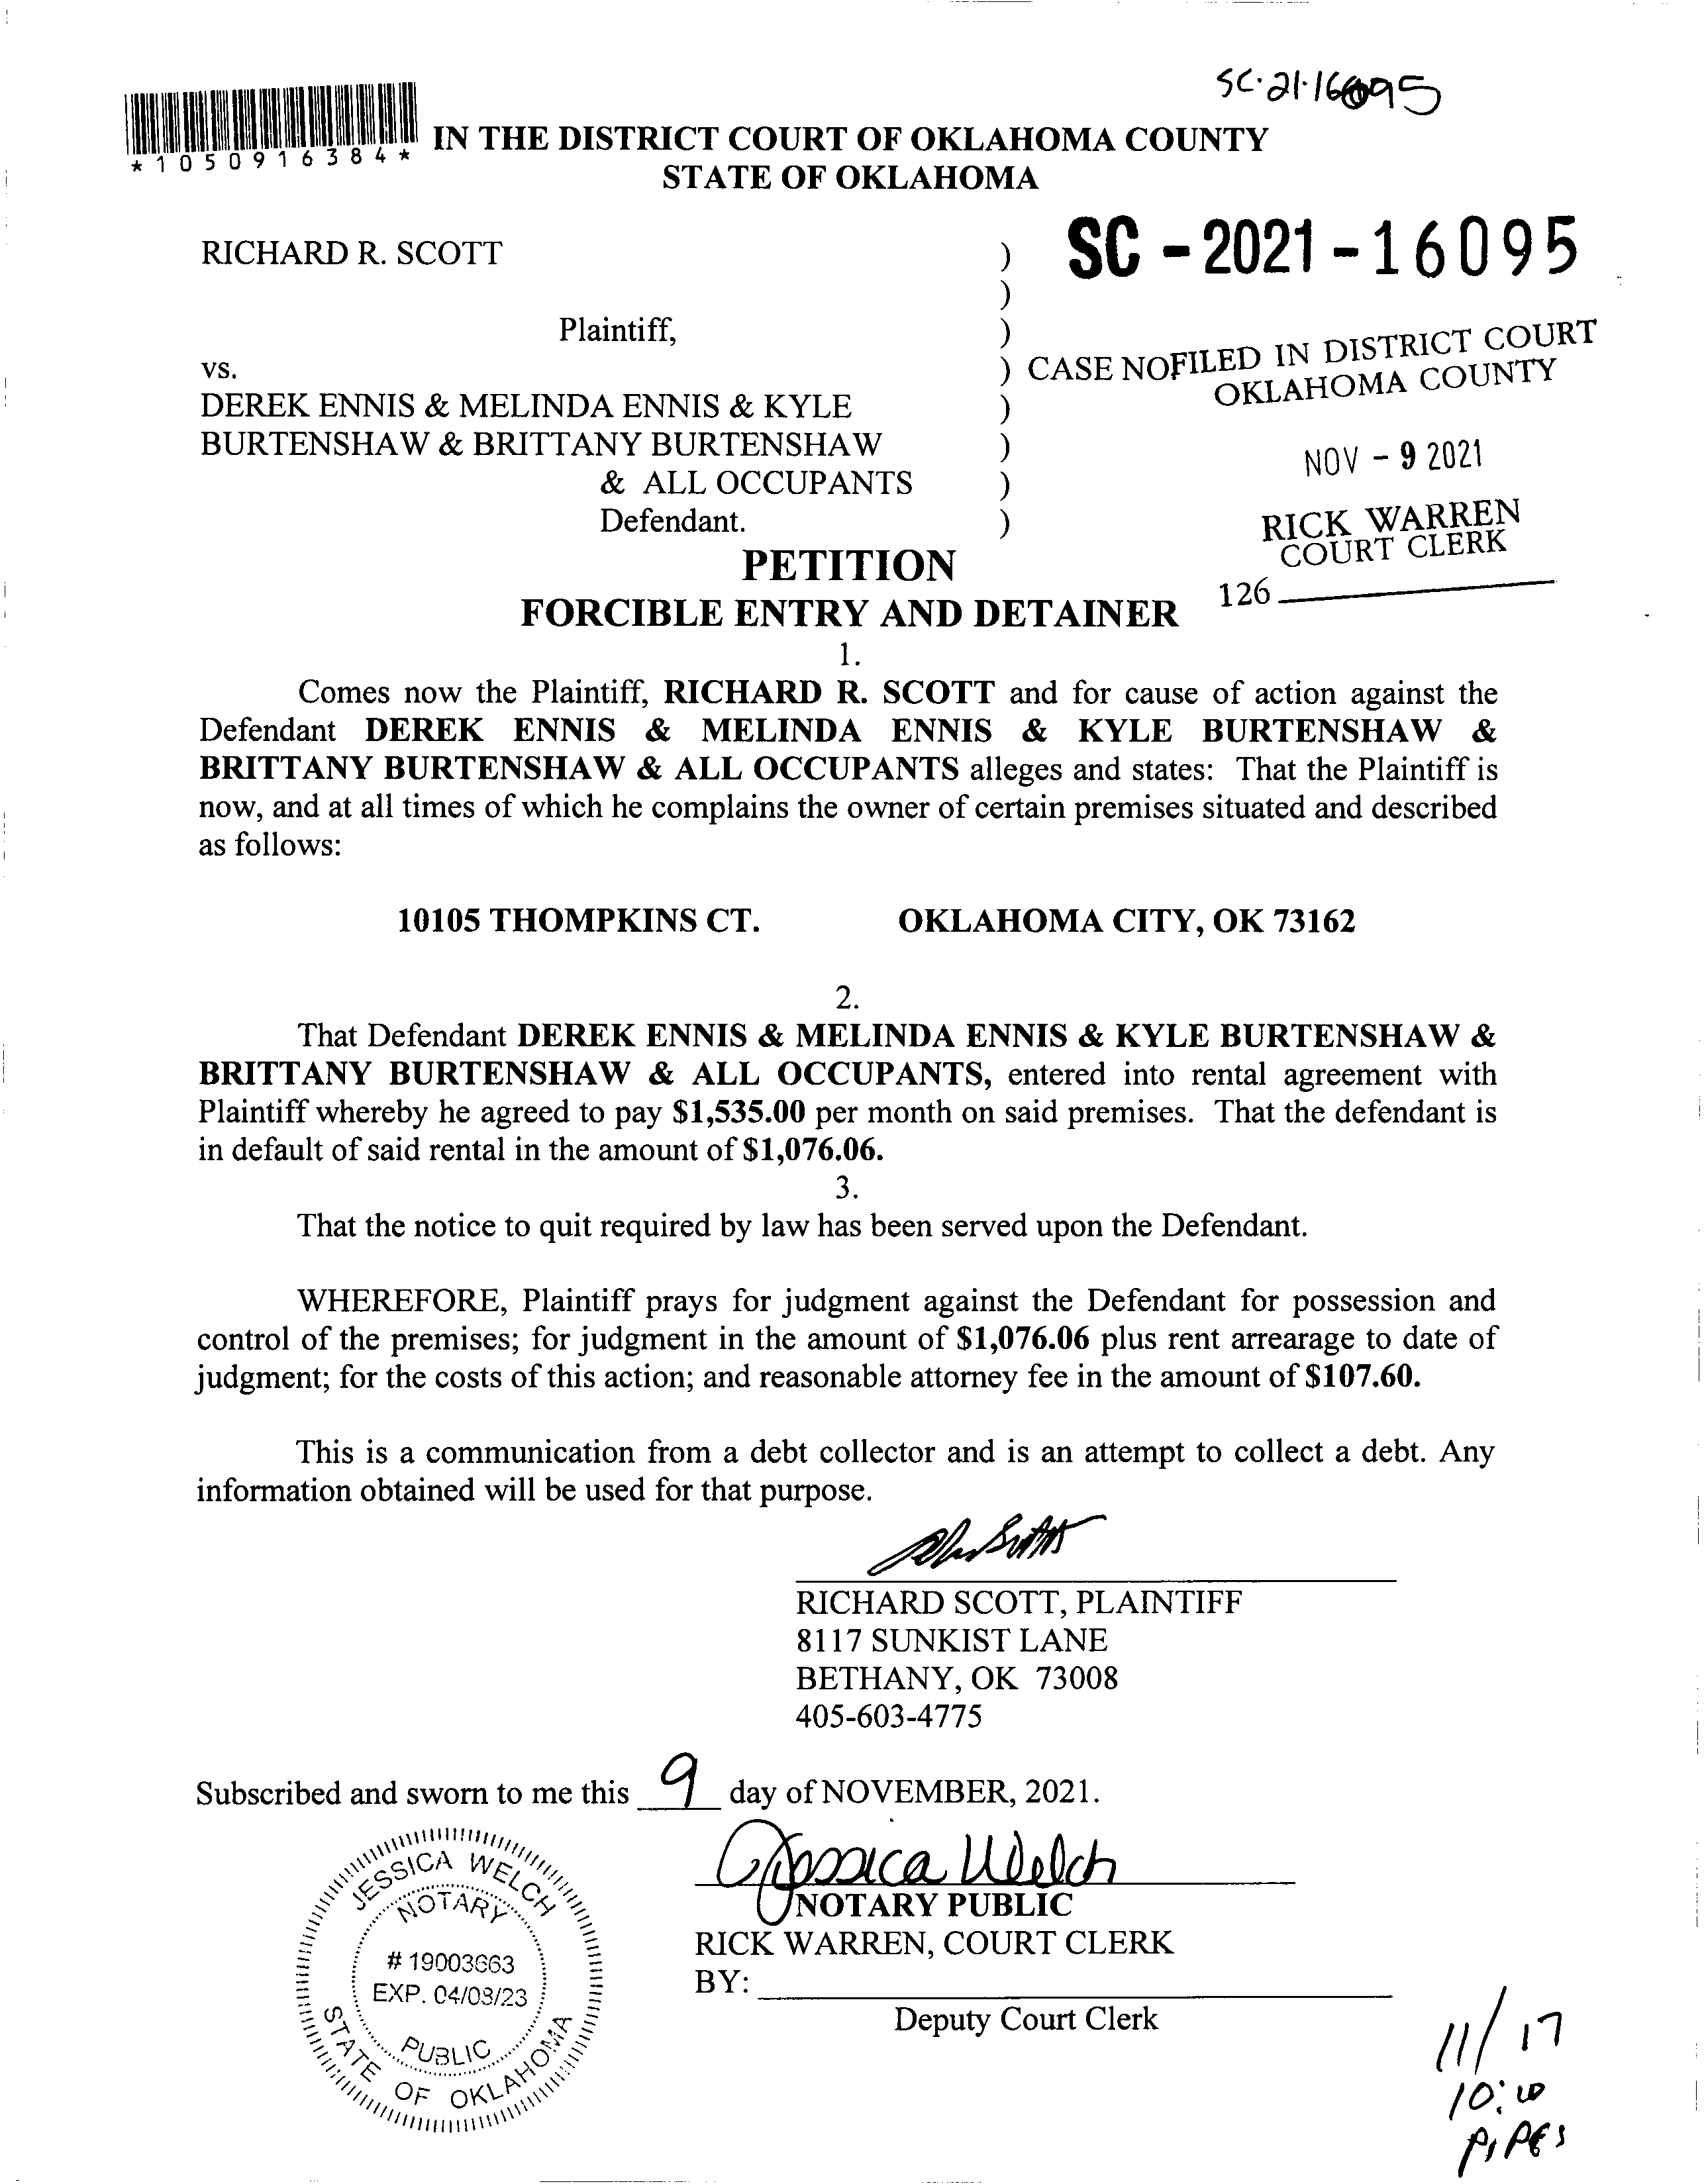 SC-21-16095
*1050916384*
IN THE DISTRICT COURT OF OKLAHOMA COUNTY
STATE OF OKLAHOMA
SC - 2021 - 16095
RICHARD R. SCOTT )
)
Plaintiff, )
vs. ) CASE NO
FILED IN DISTRICT COURT
OKLAHOMA COUNTY
DEREK ENNIS & MELINDA ENNIS & KYLE )
BURTENSHAW & BRITTANY BURTENSHAW )
& ALL OCCUPANTS )
Defendant. )
NOV - 9 2021
RICK WARREN
COURT CLERK
126
PETITION
FORCIBLE ENTRY AND DETAINER
1.
Comes now the Plaintiff, RICHARD R. SCOTT and for cause of action against the
Defendant DEREK ENNIS & MELINDA ENNIS & KYLE BURTENSHAW &
BRITTANY BURTENSHAW & ALL OCCUPANTS alleges and states: That the Plaintiff is
now, and at all times of which he complains the owner of certain premises situated and described
as follows:
10105 THOMPKINS CT. OKLAHOMA CITY, OK 73162
2.
That Defendant DEREK ENNIS & MELINDA ENNIS & KYLE BURTENSHAW &
BRITTANY BURTENSHAW & ALL OCCUPANTS, entered into rental agreement with
Plaintiff whereby he agreed to pay $1,535.00 per month on said premises. That the defendant is
in default of said rental in the amount of $1,076.06.
3.
That the notice to quit required by law has been served upon the Defendant.
WHEREFORE, Plaintiff prays for judgment against the Defendant for possession and
control of the premises; for judgment in the amount of $1,076.06 plus rent arrearage to date of
judgment; for the costs of this action; and reasonable attorney fee in the amount of $107.60.
This is a communication from a debt collector and is an attempt to collect a debt. Any
information obtained will be used for that purpose.
RICHARD SCOTT, PLAINTIFF
8117 SUNKIST LANE
BETHANY, OK 73008
405-603-4775
Subscribed and sworn to me this 9 day of NOVEMBER, 2021.
Jessica Welch
NOTARY PUBLIC
RICK WARREN, COURT CLERK
BY:
Deputy Court Clerk
JESSICA WELCH
NOTARY
# 19003663
EXP. 04/
/23
PUBLIC
STATE OF OKLAHOMA
11/17
10:00
PIPES